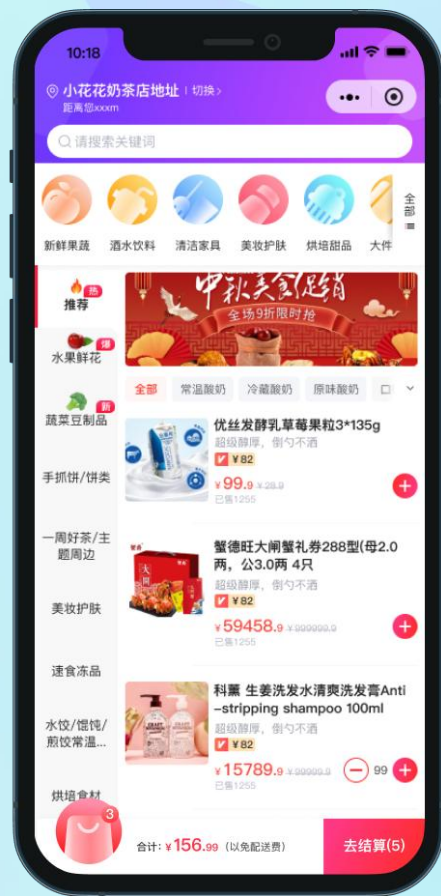 10:18
小花花奶茶店地址 | 切换>
距离您xxxm
请搜索关键词
新鲜果蔬
酒水饮料
清洁家具
美妆护肤
烘培甜品
大件
全部
热
推荐
爆
水果鲜花
新
蔬菜豆制品
手抓饼/饼类
一周好茶/主
题周边
美妆护肤
速食冻品
水饺/馄饨/
煎饺常温...
烘培食材
中秋美食促销
全场9折限时抢
全部
常温酸奶
冷藏酸奶
原味酸奶
口
优丝发酵乳草莓果粒3*135g
超级醇厚，倒勺不洒
¥82
¥99.9 ¥28.9
已售1255
蟹德旺大闸蟹礼券288型(母2.0
两，公3.0两 4只
超级醇厚，倒勺不洒
¥82
¥59458.9 ¥999999.9
已售1255
科薰 生姜洗发水清爽洗发膏Anti
-stripping shampoo 100ml
超级醇厚，倒勺不洒
¥82
¥15789.9 ¥99999.9
99
已售1255
3
合计: ¥156.99 (以免配送费)
去结算(5)